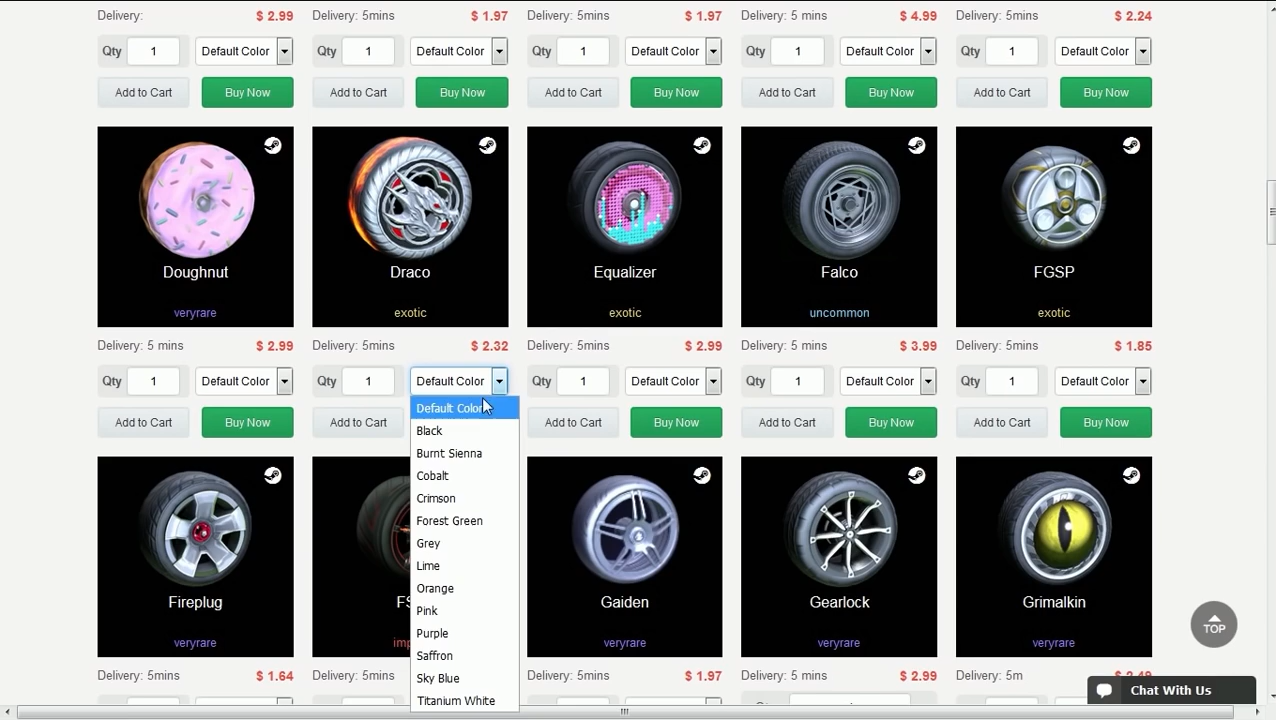 Delivery: $ 2.99 Delivery: 5mins $ 1.97 Delivery: 5mins $ 1.97 Delivery: 5 mins $ 4.99 Delivery: 5mins $ 2.24
Qty 1 Default Color Qty 1 Default Color Qty 1 Default Color Qty 1 Default Color Qty 1 Default Color
Add to Cart Buy Now Add to Cart Buy Now Add to Cart Buy Now Add to Cart Buy Now Add to Cart Buy Now
Doughnut Draco Equalizer Falco FGSP
veryrare exotic exotic uncommon exotic
Delivery: 5 mins $ 2.99 Delivery: 5mins $ 2.32 Delivery: 5mins $ 2.99 Delivery: 5mins $ 3.99 Delivery: 5mins $ 1.85
Qty 1 Default Color Qty 1 Default Color Qty 1 Default Color Qty 1 Default Color Qty 1 Default Color
Add to Cart Buy Now Add to Cart Add to Cart Buy Now Add to Cart Buy Now Add to Cart Buy Now
Default Color
Black
Burnt Sienna
Cobalt
Crimson
Forest Green
Grey
Lime
Orange
Pink
Purple
Saffron
Sky Blue
Titanium White
Fireplug Gaiden Gearlock Grimalkin
veryrare veryrare veryrare veryrare
TOP
Delivery: 5mins $ 1.64 Delivery: 5mins $ 1.97 Delivery: 5mins $ 2.99 Delivery: 5m
Chat With Us